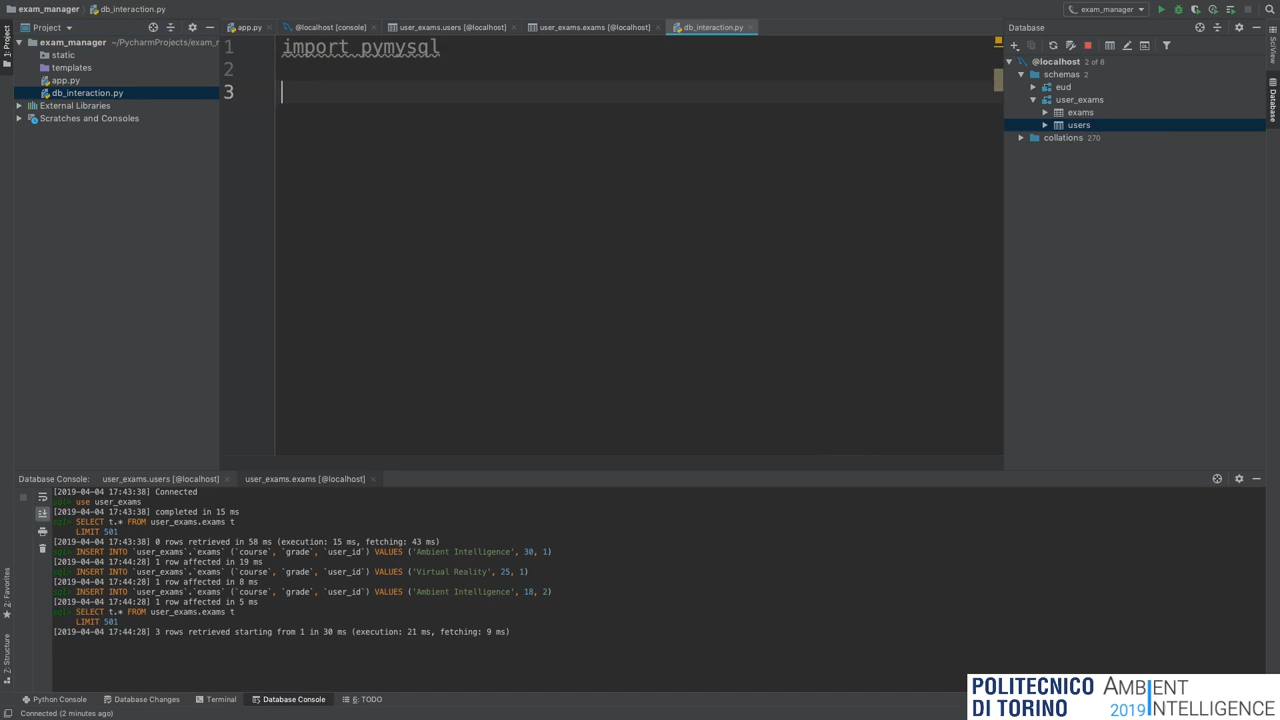 exam_manager
db_interaction.py
exam_manager
Project
app.py
@localhost [console]
user_exams.users [@localhost]
user_exams.exams [@localhost]
db_interaction.py
Database
1: Project
exam_manager ~/PycharmProjects/exam_r
static
templates
app.py
db_interaction.py
External Libraries
Scratches and Consoles
1 import pymysql
2
3
@localhost 2 of 8
schemas
eud
user_exams
exams
users
collations 270
SciView
Database
Database Console:
user_exams.users [@localhost]
user_exams.exams [@localhost]
[2019-04-04 17:43:38] Connected
sql> use user_exams
[2019-04-04 17:43:38] completed in 15 ms
sql> SELECT t.* FROM user_exams.exams t
LIMIT 501
[2019-04-04 17:43:38] 0 rows retrieved in 58 ms (execution: 15 ms, fetching: 43 ms)
sql> INSERT INTO `user_exams`.`exams` (`course`, `grade`, `user_id`) VALUES ('Ambient Intelligence', 30, 1)
[2019-04-04 17:44:28] 1 row affected in 19 ms
sql> INSERT INTO `user_exams`.`exams` (`course`, `grade`, `user_id`) VALUES ('Virtual Reality', 25, 1)
[2019-04-04 17:44:28] 1 row affected in 8 ms
sql> INSERT INTO `user_exams`.`exams` (`course`, `grade`, `user_id`) VALUES ('Ambient Intelligence', 18, 2)
[2019-04-04 17:44:28] 1 row affected in 5 ms
sql> SELECT t.* FROM user_exams.exams t
LIMIT 501
[2019-04-04 17:44:28] 3 rows retrieved starting from 1 in 30 ms (execution: 21 ms, fetching: 9 ms)
2: Favorites
7: Structure
Python Console
Database Changes
Terminal
Database Console
6: TODO
Connected (2 minutes ago)
POLITECNICO
DI TORINO
AMBIENT
2019 INTELLIGENCE